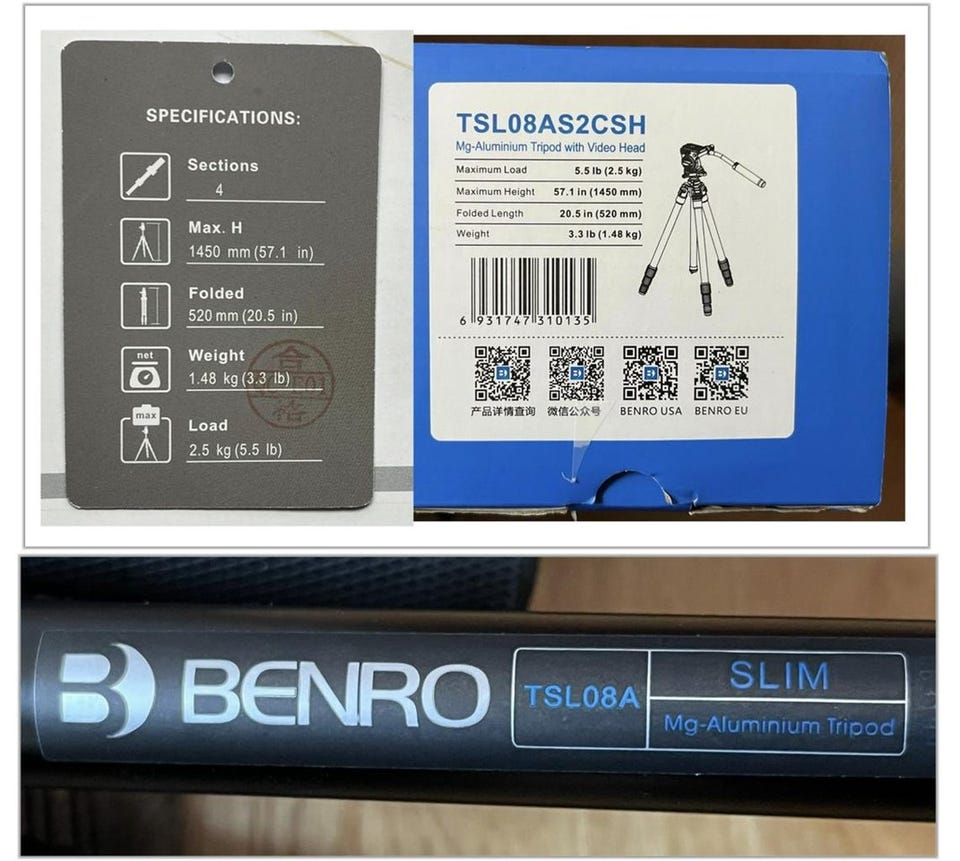 SPECIFICATIONS:
Sections
4
Max. H
1450 mm (57.1 in)
Folded
520 mm (20.5 in)
net
Weight
1.48 kg (3.3 lb)
合
格
max
Load
2.5 kg (5.5 lb)
TSL08AS2CSH
Mg-Aluminium Tripod with Video Head
Maximum Load 5.5 lb (2.5 kg)
Maximum Height 57.1 in (1450 mm)
Folded Length 20.5 in (520 mm)
Weight 3.3 lb (1.48 kg)
6 931747 310135
产品详情查询 微信公众号 BENRO USA BENRO EU
BENRO
TSL08A
SLIM
Mg-Aluminium Tripod